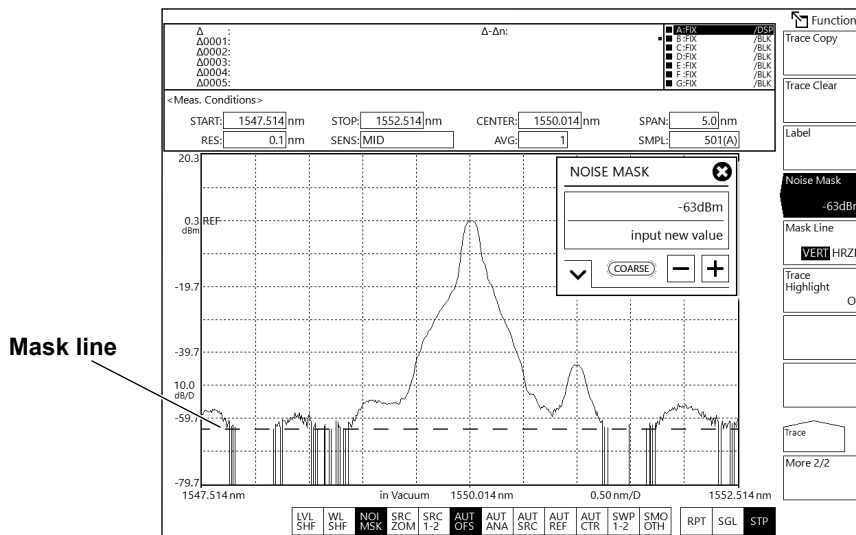 Function
Δ :
Δ-Δn:
Δ0001:
Δ0002:
Δ0003:
Δ0004:
Δ0005:
A:FIX /DSP
B:FIX /BLK
C:FIX /BLK
D:FIX /BLK
E:FIX /BLK
F:FIX /BLK
G:FIX /BLK
<Meas. Conditions>
START: 1547.514 nm STOP: 1552.514 nm CENTER: 1550.014 nm SPAN: 5.0 nm
RES: 0.1 nm SENS: MID AVG: 1 SMPL: 501(A)
20.3
0.3 REF
dBm
-19.7
-39.7
10.0
dB/D
-59.7
-79.7
1547.514 nm in Vacuum 1550.014 nm 0.50 nm/D 1552.514 nm
NOISE MASK
-63dBm
input new value
COARSE
Mask line
Trace Copy
Trace Clear
Label
Noise Mask
-63dBm
Mask Line
VERT HRZ
Trace
Highlight
O
Trace
More 2/2
LVL SHF
WL SHF
NOI MSK
SRC ZOM
SRC 1-2
AUT OFS
AUT ANA
AUT SRC
AUT REF
AUT CTR
SWP 1-2
SMO OTH
RPT
SGL
STP